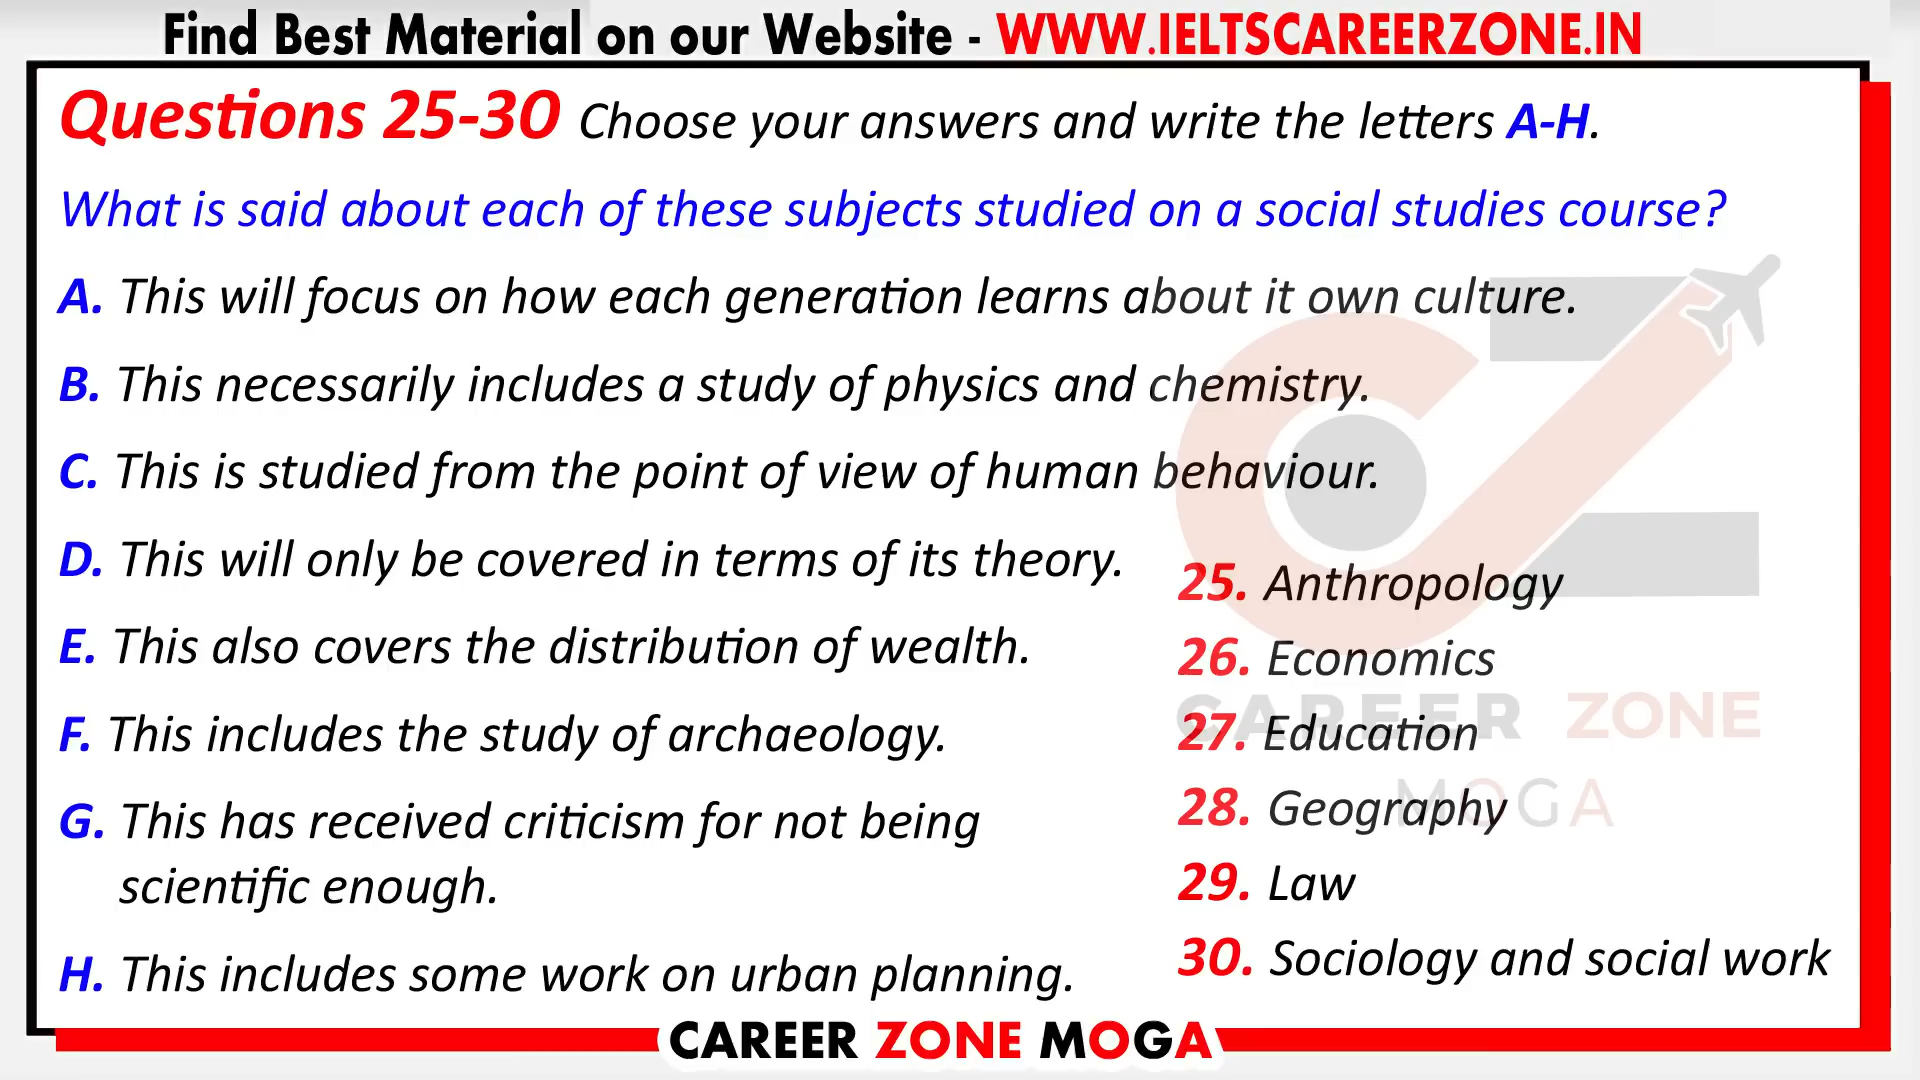 Find Best Material on our Website - WWW.IELTSCAREERZONE.IN
Questions 25-30 Choose your answers and write the letters A-H.
What is said about each of these subjects studied on a social studies course?
A. This will focus on how each generation learns about it own culture.
B. This necessarily includes a study of physics and chemistry.
C. This is studied from the point of view of human behaviour.
D. This will only be covered in terms of its theory.
E. This also covers the distribution of wealth.
F. This includes the study of archaeology.
G. This has received criticism for not being
scientific enough.
H. This includes some work on urban planning.
25. Anthropology
26. Economics
27. Education
28. Geography
29. Law
30. Sociology and social work
CAREER ZONE
MOGA
CAREER ZONE MOGA